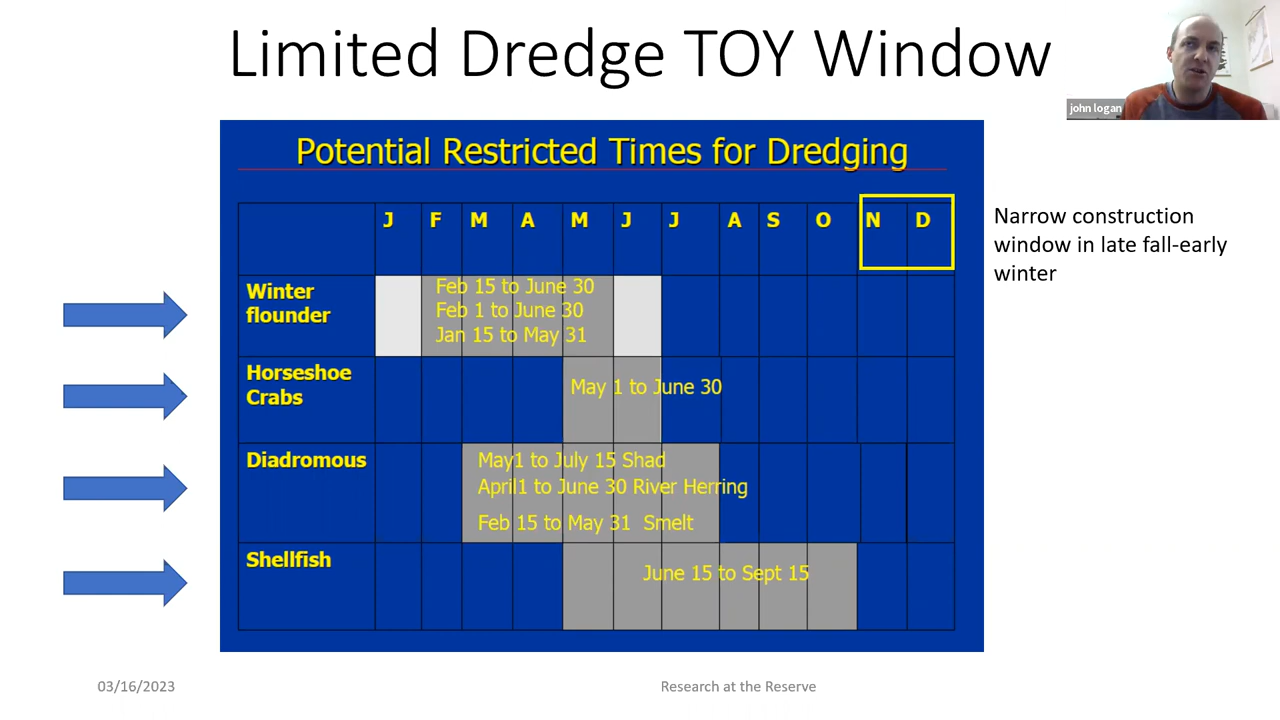 Limited Dredge TOY Window
john logan
Potential Restricted Times for Dredging
J F M A M J J A S O N D
Narrow construction
window in late fall-early
winter
Winter
flounder
Feb 15 to June 30
Feb 1 to June 30
Jan 15 to May 31
Horseshoe
Crabs
May 1 to June 30
Diadromous
May1 to July 15 Shad
April1 to June 30 River Herring
Feb 15 to May 31 Smelt
Shellfish
June 15 to Sept 15
03/16/2023
Research at the Reserve